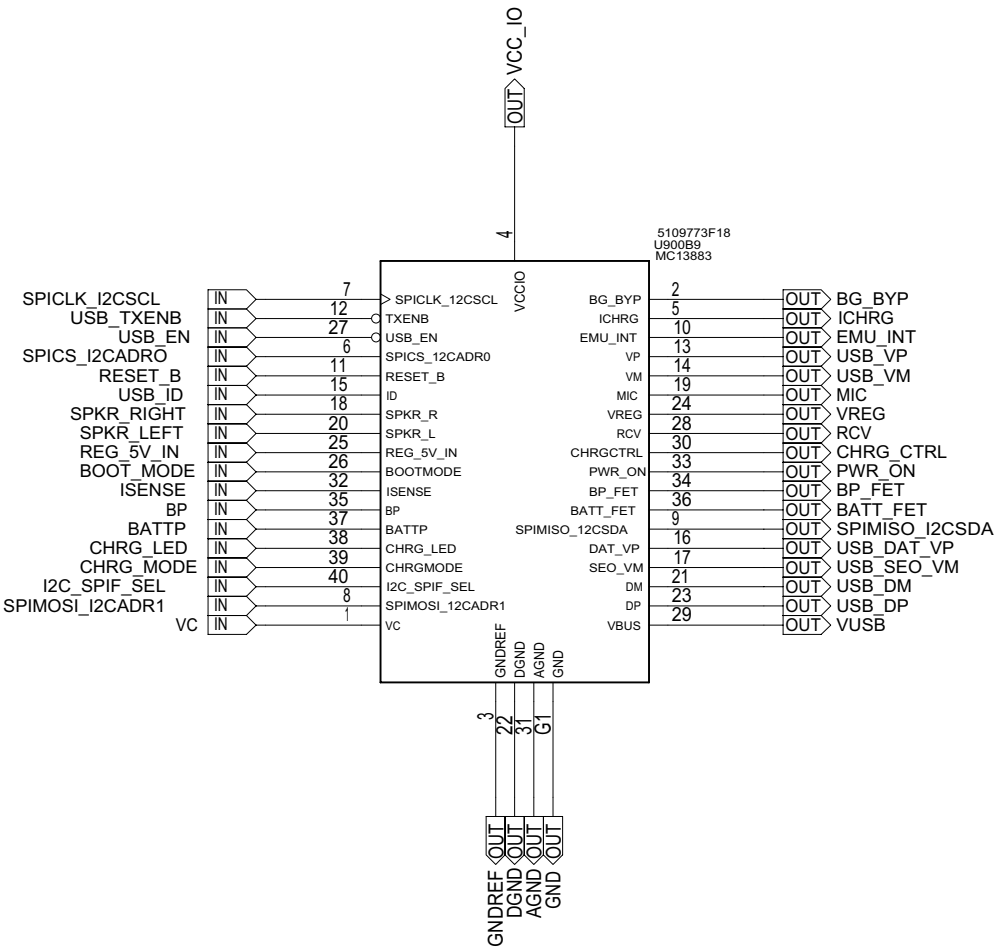 OUT VCC_IO
4
5109773F18
U900B9
MC13883
VCCIO
SPICLK_I2CSCL IN 7 SPICLK_12CSCL BG_BYP 2 OUT BG_BYP
USB_TXENB IN 12 TXENB ICHRG 5 OUT ICHRG
USB_EN IN 27 USB_EN EMU_INT 10 OUT EMU_INT
SPICS_I2CADRO IN 6 SPICS_12CADR0 VP 13 OUT USB_VP
RESET_B IN 11 RESET_B VM 14 OUT USB_VM
USB_ID IN 15 ID MIC 19 OUT MIC
SPKR_RIGHT IN 18 SPKR_R VREG 24 OUT VREG
SPKR_LEFT IN 20 SPKR_L RCV 28 OUT RCV
REG_5V_IN IN 25 REG_5V_IN CHRGCTRL 30 OUT CHRG_CTRL
BOOT_MODE IN 26 BOOTMODE PWR_ON 33 OUT PWR_ON
ISENSE IN 32 ISENSE BP_FET 34 OUT BP_FET
BP IN 35 BP BATT_FET 36 OUT BATT_FET
BATTP IN 37 BATTP SPIMISO_12CSDA 9 OUT SPIMISO_I2CSDA
CHRG_LED IN 38 CHRG_LED DAT_VP 16 OUT USB_DAT_VP
CHRG_MODE IN 39 CHRGMODE SEO_VM 17 OUT USB_SEO_VM
I2C_SPIF_SEL IN 40 I2C_SPIF_SEL DM 21 OUT USB_DM
SPIMOSI_I2CADR1 IN 8 SPIMOSI_12CADR1 DP 23 OUT USB_DP
VC IN 1 VC VBUS 29 OUT VUSB
GNDREF 3 OUT GNDREF
DGND 22 OUT DGND
AGND 31 OUT AGND
GND G1 OUT GND